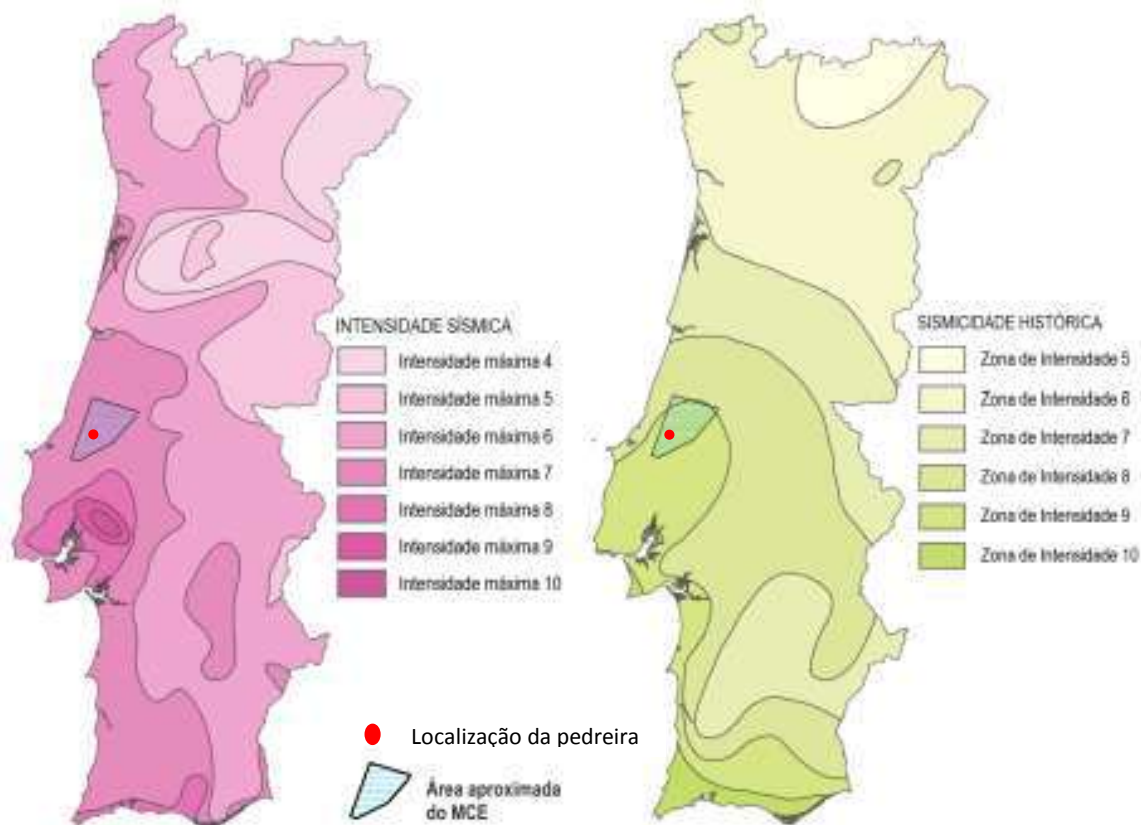 INTENSIDADE SÍSMICA
Intensidade máxima 4
Intensidade máxima 5
Intensidade máxima 6
Intensidade máxima 7
Intensidade máxima 8
Intensidade máxima 9
Intensidade máxima 10
SISMICIDADE HISTÓRICA
Zona de Intensidade 5
Zona de Intensidade 6
Zona de Intensidade 7
Zona de Intensidade 8
Zona de Intensidade 9
Zona de Intensidade 10
Localização da pedreira
Área aproximada
do MCE